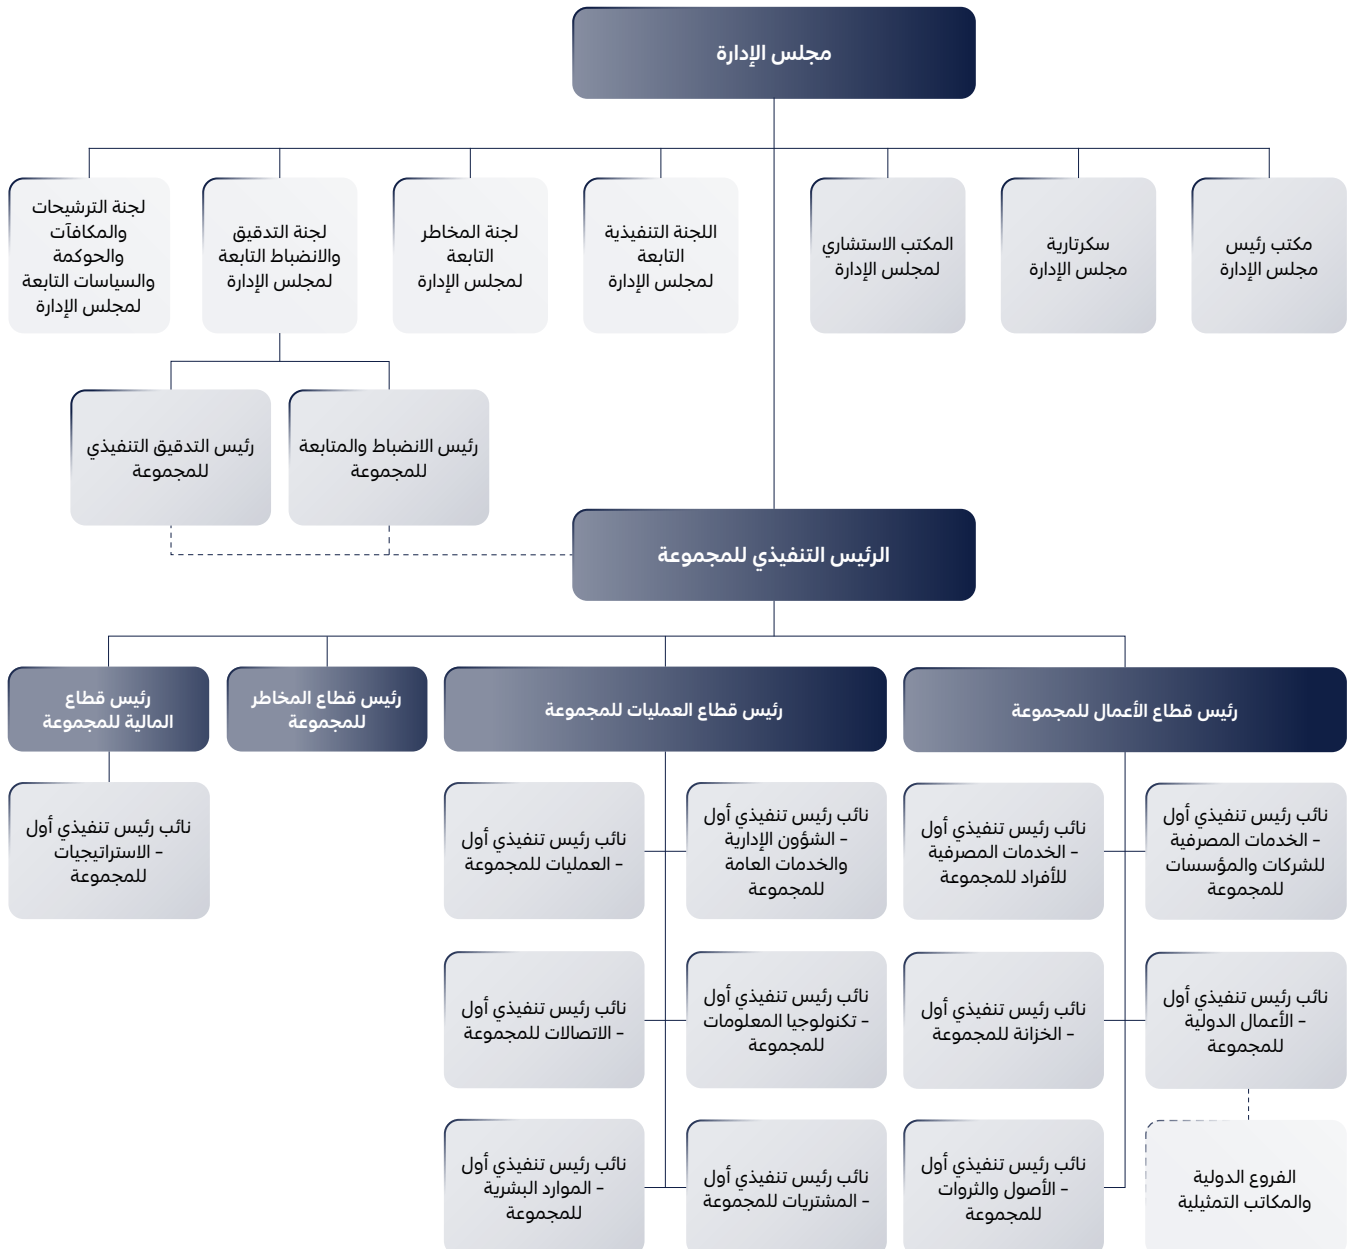 مجلس الإدارة
مكتب رئيس
مجلس الإدارة
سكرتارية
مجلس الإدارة
المكتب الاستشاري
لمجلس الإدارة
اللجنة التنفيذية
التابعة
لمجلس الإدارة
لجنة المخاطر
التابعة
لمجلس الإدارة
لجنة التدقيق
والانضباط التابعة
لمجلس الإدارة
لجنة الترشيحات
والمكافآت
والحوكمة
والسياسات التابعة
لمجلس الإدارة
رئيس الانضباط والمتابعة
للمجموعة
رئيس التدقيق التنفيذي
للمجموعة
الرئيس التنفيذي للمجموعة
رئيس قطاع الأعمال للمجموعة
رئيس قطاع العمليات للمجموعة
رئيس قطاع المخاطر
للمجموعة
رئيس قطاع
المالية للمجموعة
نائب رئيس تنفيذي أول
- الخدمات المصرفية
للشركات والمؤسسات
للمجموعة
نائب رئيس تنفيذي أول
- الخدمات المصرفية
للأفراد للمجموعة
نائب رئيس تنفيذي أول
- الشؤون الإدارية
والخدمات العامة
للمجموعة
نائب رئيس تنفيذي أول
- العمليات للمجموعة
نائب رئيس تنفيذي أول
- الاستراتيجيات
للمجموعة
نائب رئيس تنفيذي أول
- الأعمال الدولية
للمجموعة
نائب رئيس تنفيذي أول
- الخزانة للمجموعة
نائب رئيس تنفيذي أول
- تكنولوجيا المعلومات
للمجموعة
نائب رئيس تنفيذي أول
- الاتصالات للمجموعة
الفروع الدولية
والمكاتب التمثيلية
نائب رئيس تنفيذي أول
- الأصول والثروات
للمجموعة
نائب رئيس تنفيذي أول
- المشتريات للمجموعة
نائب رئيس تنفيذي أول
- الموارد البشرية
للمجموعة